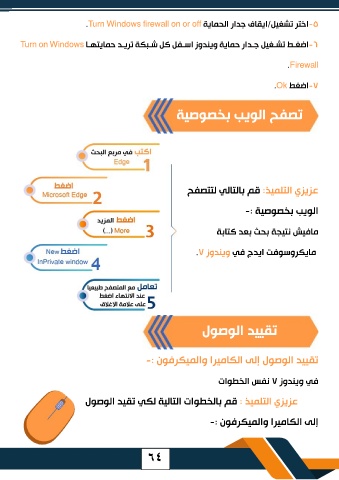 ٥- اختر تشغيل/ايقاف جدار الحماية Turn Windows firewall on or off.
٦- اضغط تشغيل جدار حماية ويندوز اسفل كل شبكة تريد حمايتها Turn on Windows
Firewall.
٧- اضغط Ok.
تصفح الويب بخصوصية
عزيزي التلميذ: قم بالتالي لتتصفح
الويب بخصوصية :-
مافيش نتيجة بحث بعد كتابة
مايكروسوفت ايدج في ويندوز ٧.
اكتب في مربع البحث
Edge
1
اضغط
Microsoft Edge
2
اضغط المزيد
More (...)
3
اضغط New
InPrivate window
4
تعامل مع المتصفح طبيعيا
عند الانتهاء اضغط
على علامة الإغلاق
5
تقييد الوصول
تقييد الوصول إلى الكاميرا والميكرفون :-
في ويندوز ٧ نفس الخطوات
عزيزي التلميذ : قم بالخطوات التالية لكي تقيد الوصول
إلى الكاميرا والميكرفون :-
٦٤